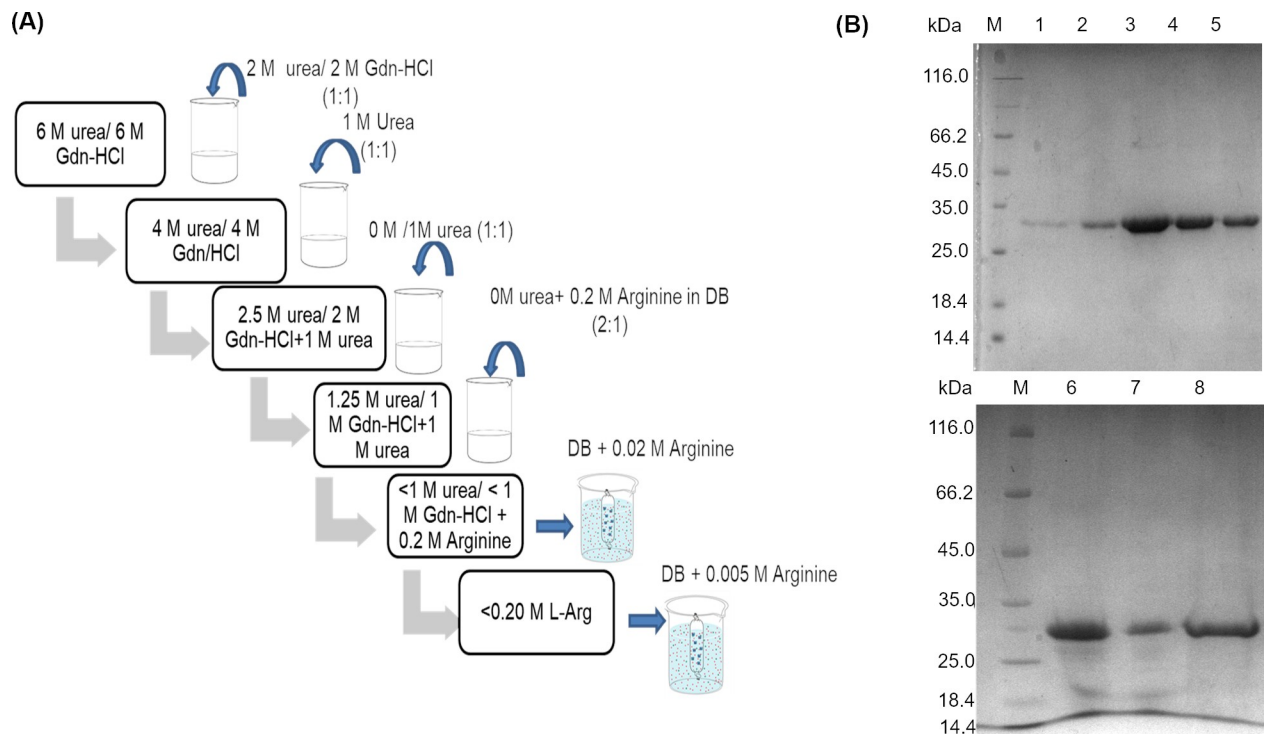 (A)
2 M urea/ 2 M Gdn-HCl
(1:1)
6 M urea/ 6 M
Gdn-HCl
1 M Urea
(1:1)
4 M urea/ 4 M
Gdn/HCl
0 M /1M urea (1:1)
2.5 M urea/ 2 M
Gdn-HCl+1 M urea
0M urea+ 0.2 M Arginine in DB
(2:1)
1.25 M urea/ 1
M Gdn-HCl+1
M urea
DB + 0.02 M Arginine
<1 M urea/ < 1
M Gdn-HCl +
0.2 M Arginine
DB + 0.005 M Arginine
<0.20 M L-Arg
(B)
kDa M 1 2 3 4 5
116.0
66.2
45.0
35.0
25.0
18.4
14.4
kDa M 6 7 8
116.0
66.2
45.0
35.0
25.0
18.4
14.4